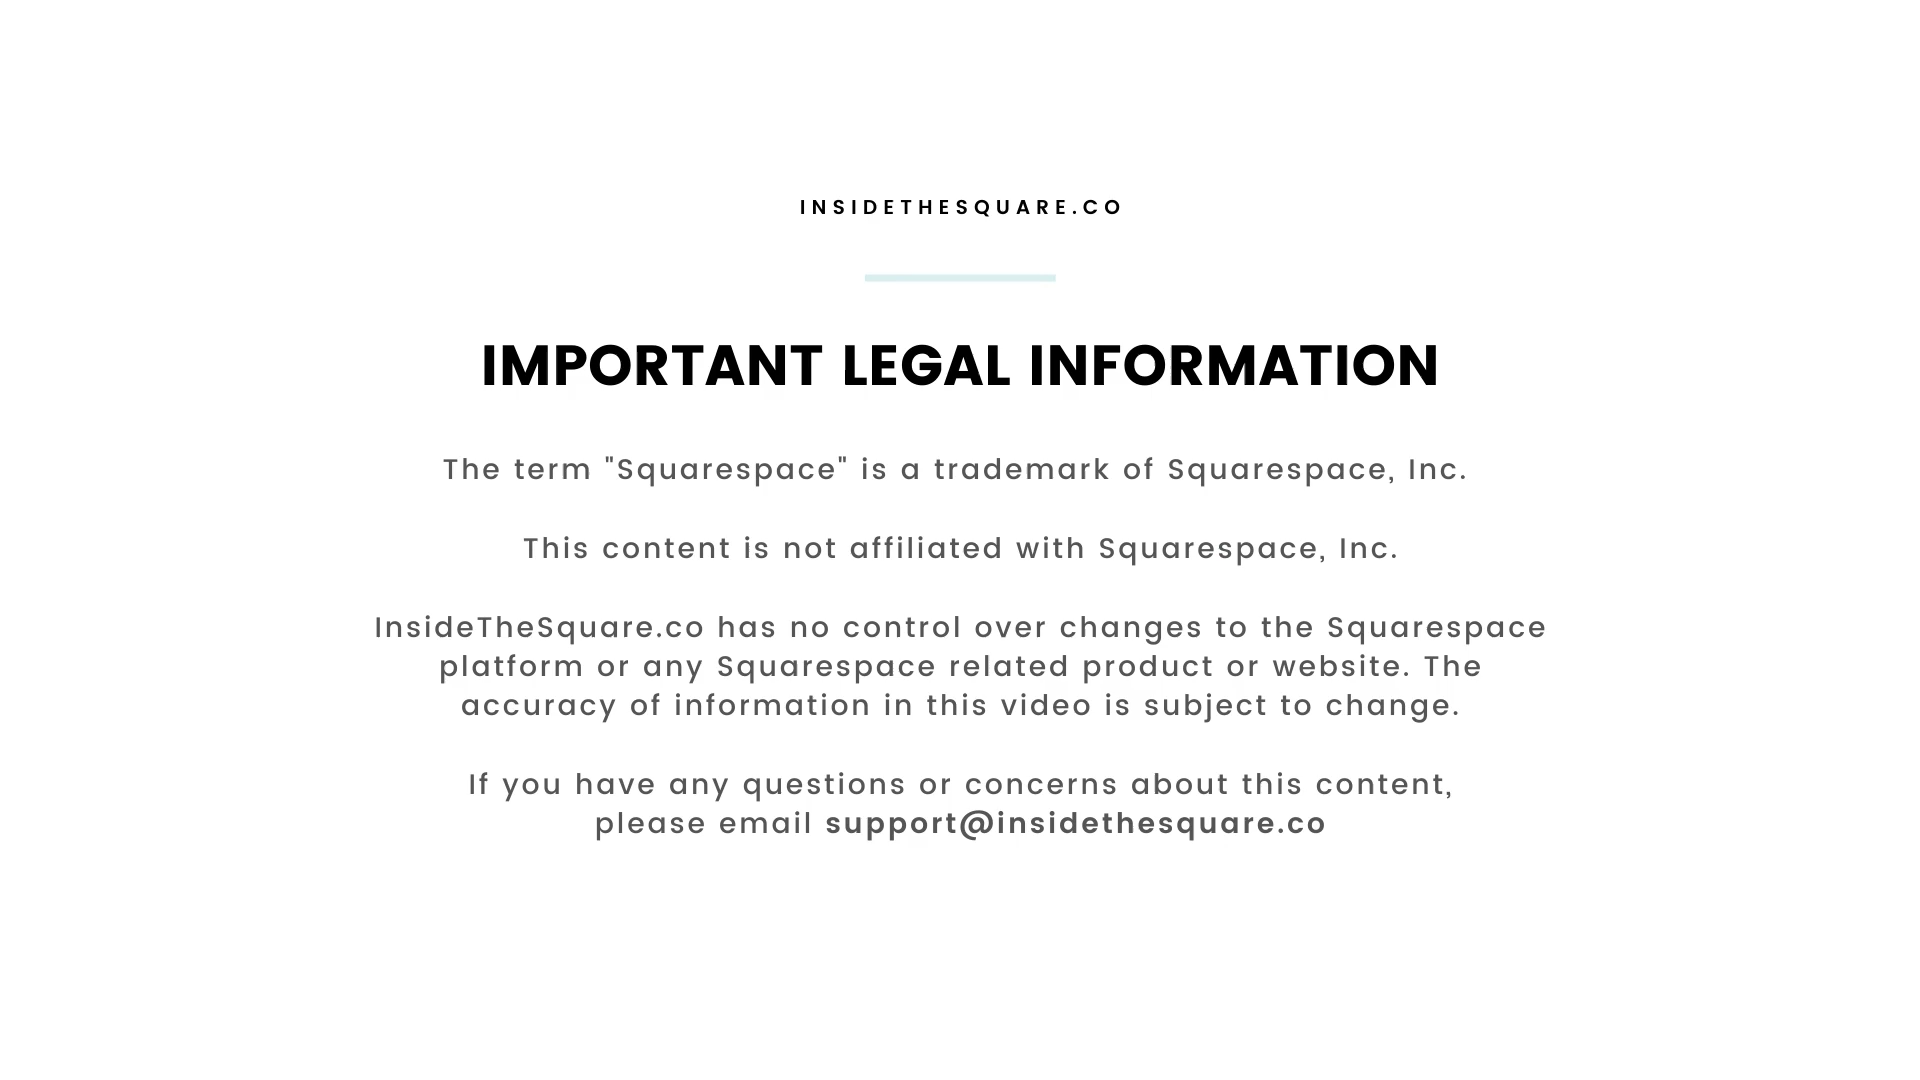 INSIDETHESQUARE.CO
IMPORTANT LEGAL INFORMATION
The term "Squarespace" is a trademark of Squarespace, Inc.
This content is not affiliated with Squarespace, Inc.
InsideTheSquare.co has no control over changes to the Squarespace
platform or any Squarespace related product or website. The
accuracy of information in this video is subject to change.
If you have any questions or concerns about this content,
please email support@insidethesquare.co